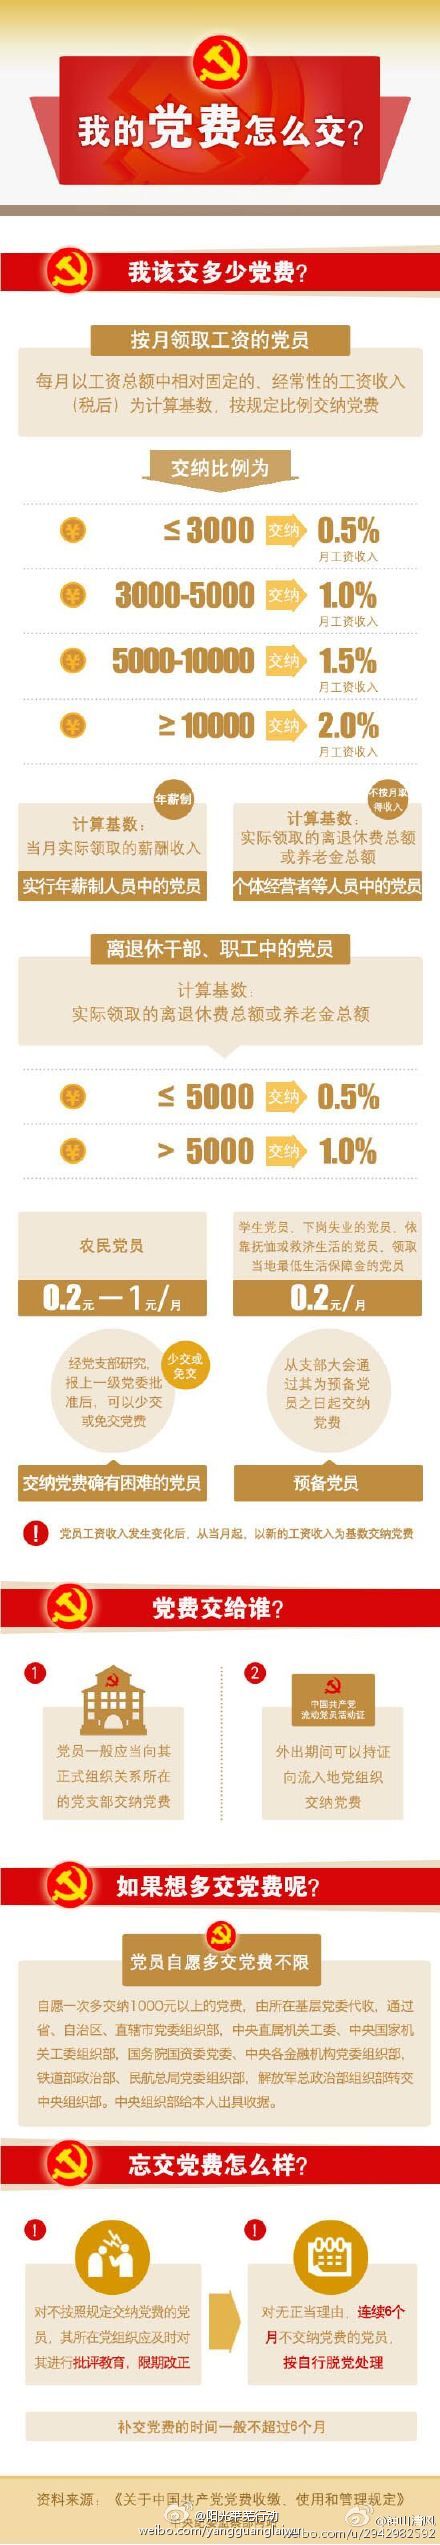 我的党费怎么交?
我该交多少党费?
按月领取工资的党员
每月以工资总额中相对固定的、经常性的工资收入
(税后)为计算基数,按规定比例交纳党费
交纳比例为
≤3000 交纳 0.5%
月工资收入
3000-5000 交纳 1.0%
月工资收入
5000-10000 交纳 1.5%
月工资收入
≥10000 交纳 2.0%
月工资收入
年薪制
计算基数:
当月实际领取的薪酬收入
实行年薪制人员中的党员
不按月取
得收入
计算基数:
实际领取的离退休费总额
或养老金总额
个体经营者等人员中的党员
离退休干部、职工中的党员
计算基数:
实际领取的离退休费总额或养老金总额
≤ 5000 交纳 0.5%
> 5000 交纳 1.0%
农民党员
0.2元—1元/月
学生党员、下岗失业的党员、依
靠抚恤或救济生活的党员、领取
当地最低生活保障金的党员
0.2元/月
经党支部研究,
报上一级党委批
准后,可以少交
或免交党费
少交或
免交
交纳党费确有困难的党员
从支部大会通
过其为预备党
员之日起交纳
党费
预备党员
! 党员工资收入发生变化后,从当月起,以新的工资收入为基数交纳党费
党费交给谁?
1
党员一般应当向其
正式组织关系所在
的党支部交纳党费
2
中国共产党
流动党员活动证
外出期间可以持证
向流入地党组织
交纳党费
如果想多交党费呢?
党员自愿多交党费不限
自愿一次多交纳1000元以上的党费,由所在基层党委代收,通过
省、自治区、直辖市党委组织部,中央直属机关工委、中央国家机
关工委组织部,国务院国资委党委、中央各金融机构党委组织部,
铁道部政治部、民航总局党委组织部,解放军总政治部组织部转交
中央组织部。中央组织部给本人出具收据。
忘交党费怎么样?
!
对不按照规定交纳党费的党
员,其所在党组织应及时对
其进行批评教育,限期改正
!
对无正当理由,连续6个
月不交纳党费的党员,
按自行脱党处理
补交党费的时间一般不超过6个月
资料来源:《关于中国共产党党费收缴、使用和管理规定》
@阳光莱芜行动
weibo.com/yangguanglaiwu
weibo.com/u/2942982592